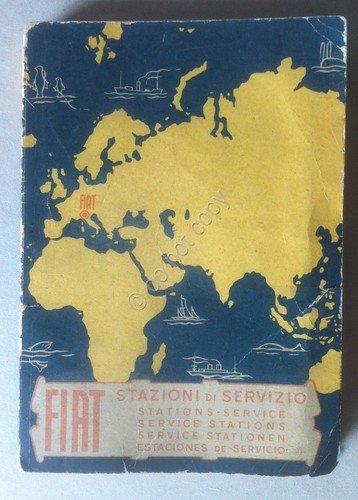 FIAT
do not copy
FIAT
STAZIONI DI SERVIZIO
STATIONS-SERVICE
SERVICE STATIONS
SERVICE STATIONEN
ESTACIONES DE SERVICIO